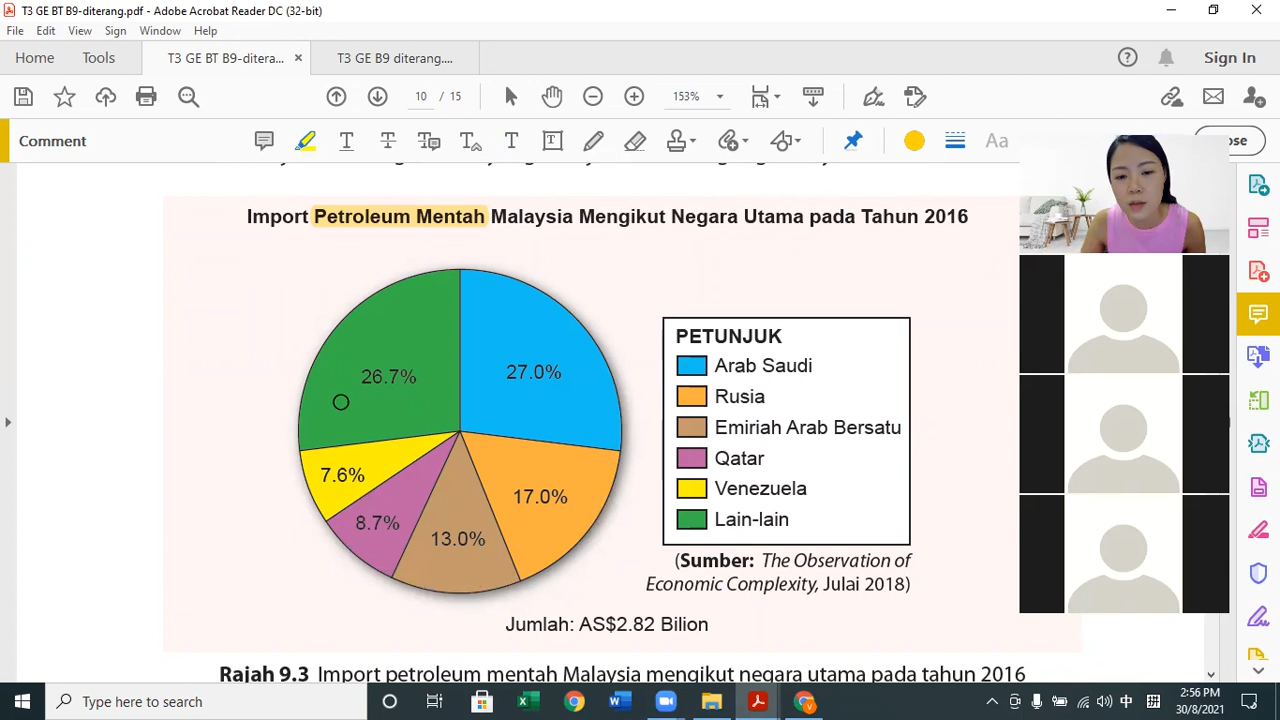 T3 GE BT B9-diterang.pdf - Adobe Acrobat Reader DC (32-bit)
File Edit View Sign Window Help
Home Tools T3 GE BT B9-ditera... × T3 GE B9 diterang.... Sign In
10 / 15 153%
Comment Aa
Import Petroleum Mentah Malaysia Mengikut Negara Utama pada Tahun 2016
26.7%
27.0%
7.6%
8.7%
13.0%
17.0%
PETUNJUK
Arab Saudi
Rusia
Emiriah Arab Bersatu
Qatar
Venezuela
Lain-lain
(Sumber: The Observation of
Economic Complexity, Julai 2018)
Jumlah: AS$2.82 Bilion
Rajah 9.3 Import petroleum mentah Malaysia mengikut negara utama pada tahun 2016
Type here to search
中 拼
2:56 PM
30/8/2021